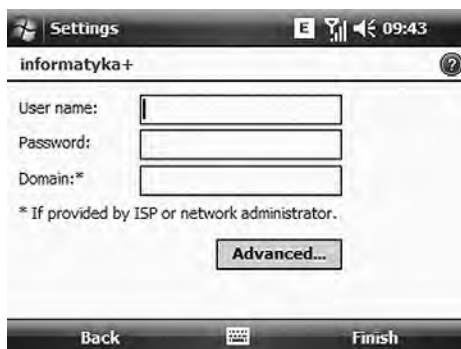 Settings E 09:43
informatyka+
User name:
Password:
Domain:*
* If provided by ISP or network administrator.
Advanced...
Back Finish